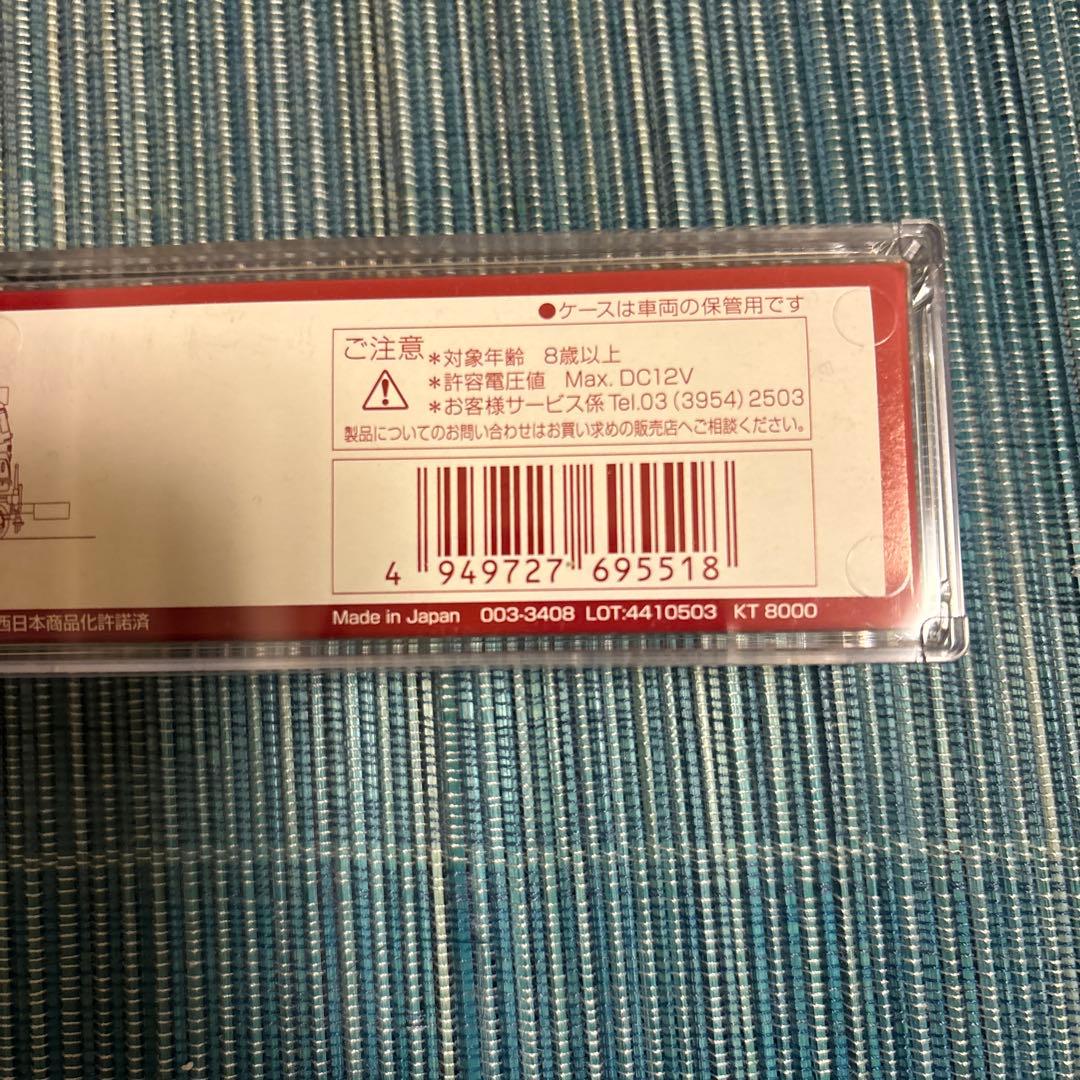 ●ケースは車両の保管用です
ご注意
＊対象年齢 8歳以上
＊許容電圧値 Max. DC12V
＊お客様サービス係 Tel.03 (3954) 2503
製品についてのお問い合わせはお買い求めの販売店へご相談ください。
4 949727 695518
西日本商品化許諾済
Made in Japan 003-3408 LOT:4410503 KT 8000